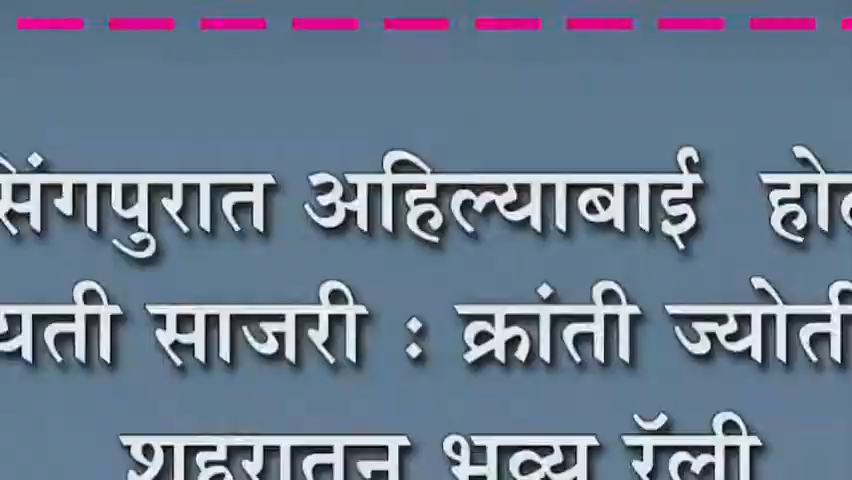 सिंगपुरात अहिल्याबाई
यती साजरी : क्रांती ज्योती
शहरातून भव्य रॅली